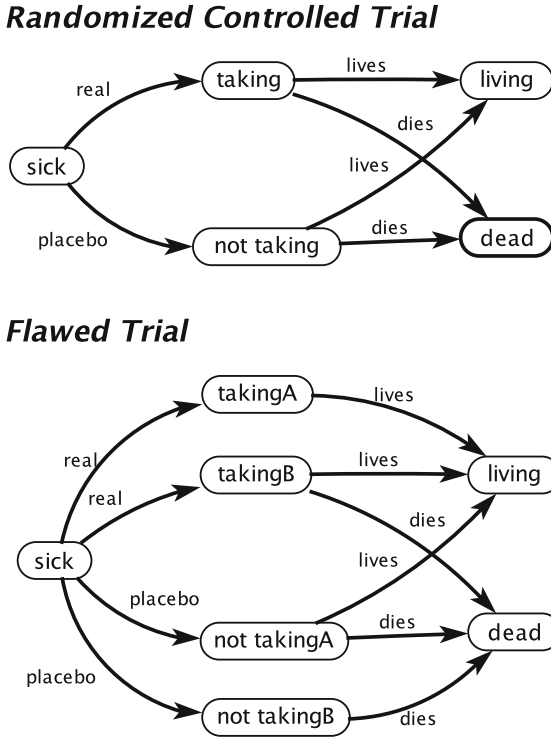 Randomized Controlled Trial
lives
real
taking
living
dies
sick
lives
placebo
not taking
dies
dead
Flawed Trial
takingA
lives
real
takingB
lives
living
real
dies
sick
lives
placebo
not takingA
dies
dead
placebo
not takingB
dies